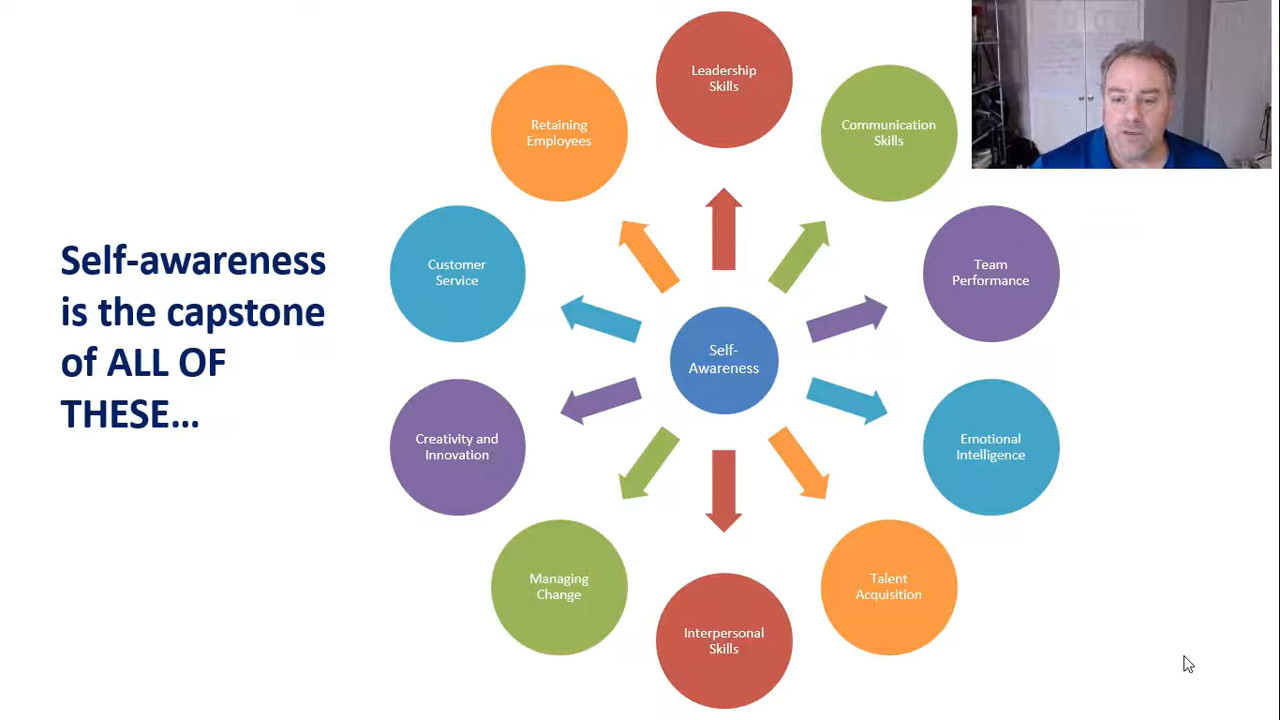 Self-awareness
is the capstone
of ALL OF
THESE...
Leadership
Skills
Communication
Skills
Team
Performance
Emotional
Intelligence
Talent
Acquisition
Interpersonal
Skills
Managing
Change
Creativity and
Innovation
Customer
Service
Retaining
Employees
Self-
Awareness